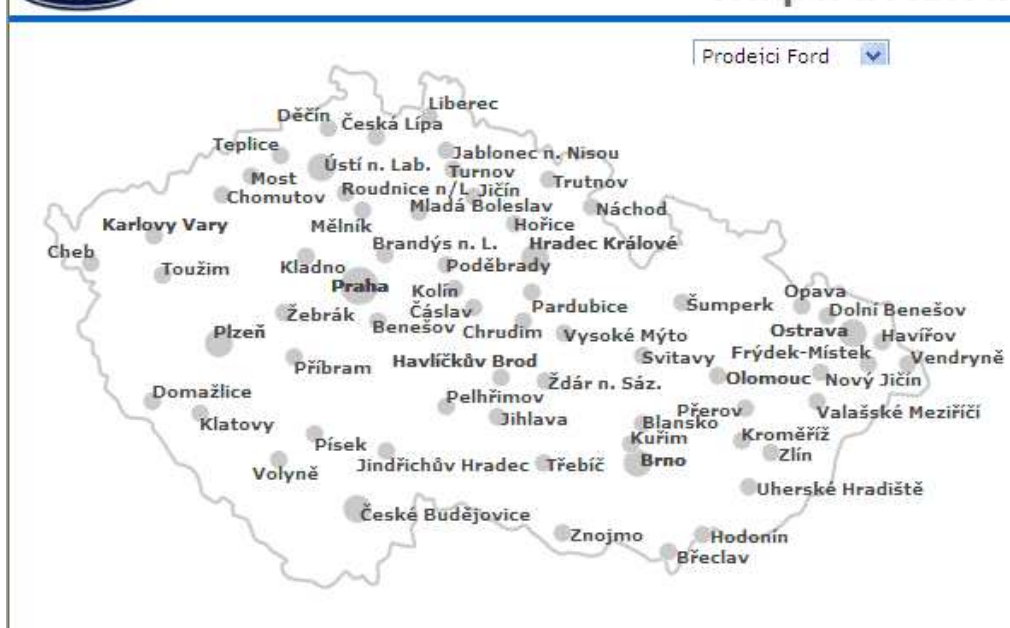 Prodejci Ford
Liberec
Děčín
Česká Lípa
Teplice
Jablonec n. Nisou
Ústí n. Lab.
Turnov
Most
Trutnov
Chomutov
Roudnice n/L
Jičín
Mladá Boleslav
Náchod
Karlovy Vary
Mělník
Hořice
Cheb
Brandýs n. L.
Hradec Králové
Toužim
Kladno
Poděbrady
Praha
Kolín
Opava
Žebrák
Čáslav
Pardubice
Šumperk
Dolní Benešov
Plzeň
Benešov
Chrudim
Vysoké Mýto
Ostrava
Havířov
Příbram
Havlíčkův Brod
Svitavy
Frýdek-Místek
Vendryně
Domažlice
Ždár n. Sáz.
Olomouc
Nový Jičín
Pelhřimov
Klatovy
Jihlava
Přerov
Valašské Meziříčí
Blansko
Písek
Kuřim
Kroměříž
Volyně
Jindřichův Hradec
Třebíč
Brno
Zlín
Uherské Hradiště
České Budějovice
Znojmo
Hodonín
Břeclav